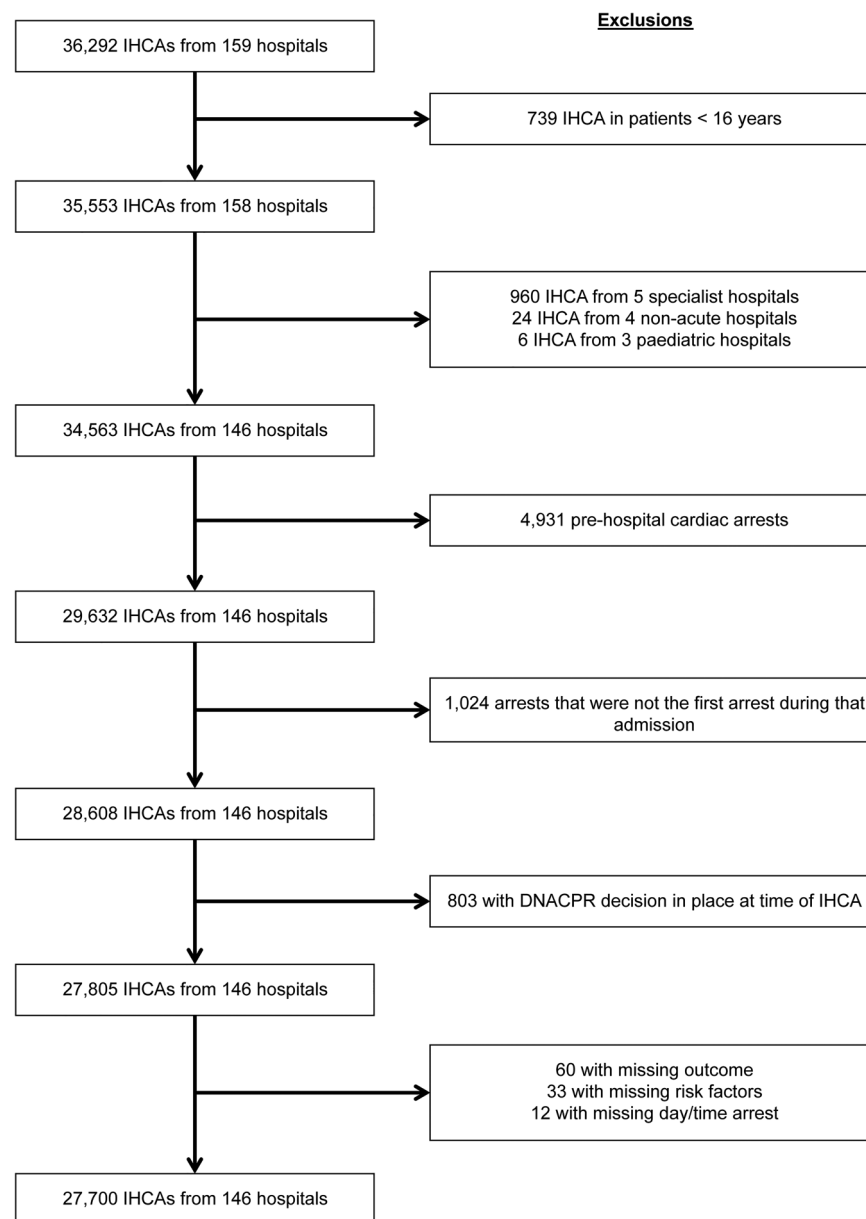 Exclusions
36,292 IHCAs from 159 hospitals
739 IHCA in patients < 16 years
35,553 IHCAs from 158 hospitals
960 IHCA from 5 specialist hospitals
24 IHCA from 4 non-acute hospitals
6 IHCA from 3 paediatric hospitals
34,563 IHCAs from 146 hospitals
4,931 pre-hospital cardiac arrests
29,632 IHCAs from 146 hospitals
1,024 arrests that were not the first arrest during that
admission
28,608 IHCAs from 146 hospitals
803 with DNACPR decision in place at time of IHCA
27,805 IHCAs from 146 hospitals
60 with missing outcome
33 with missing risk factors
12 with missing day/time arrest
27,700 IHCAs from 146 hospitals